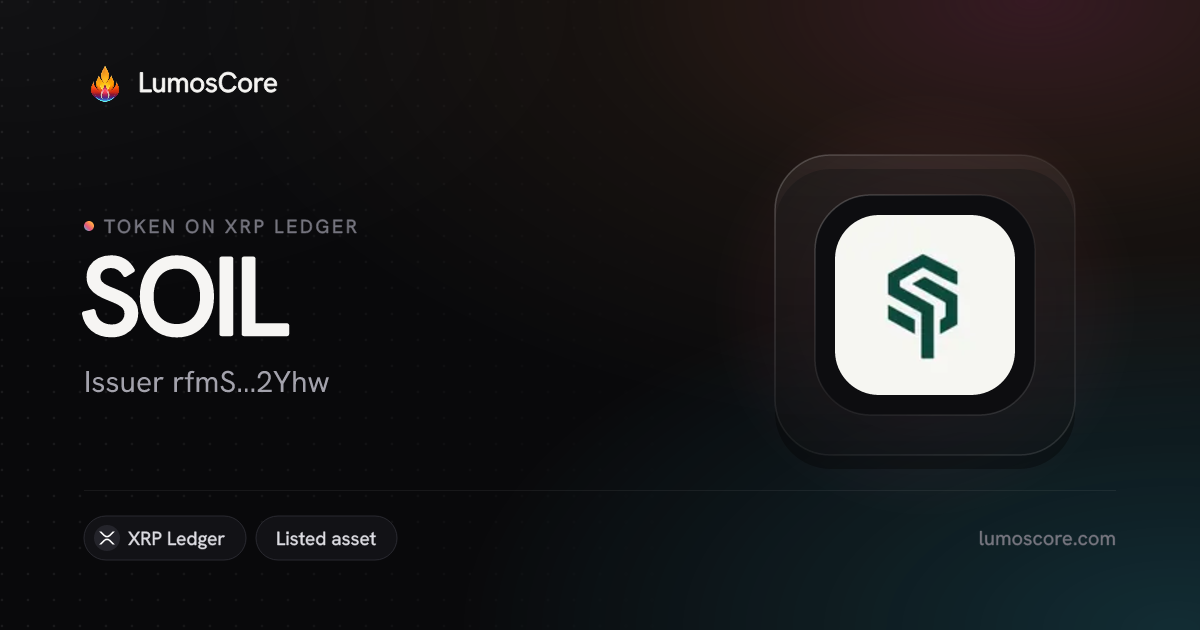 LumosCore
TOKEN ON XRP LEDGER
SOIL
Issuer rfmS...2Yhw
XRP Ledger
Listed asset
lumoscore.com